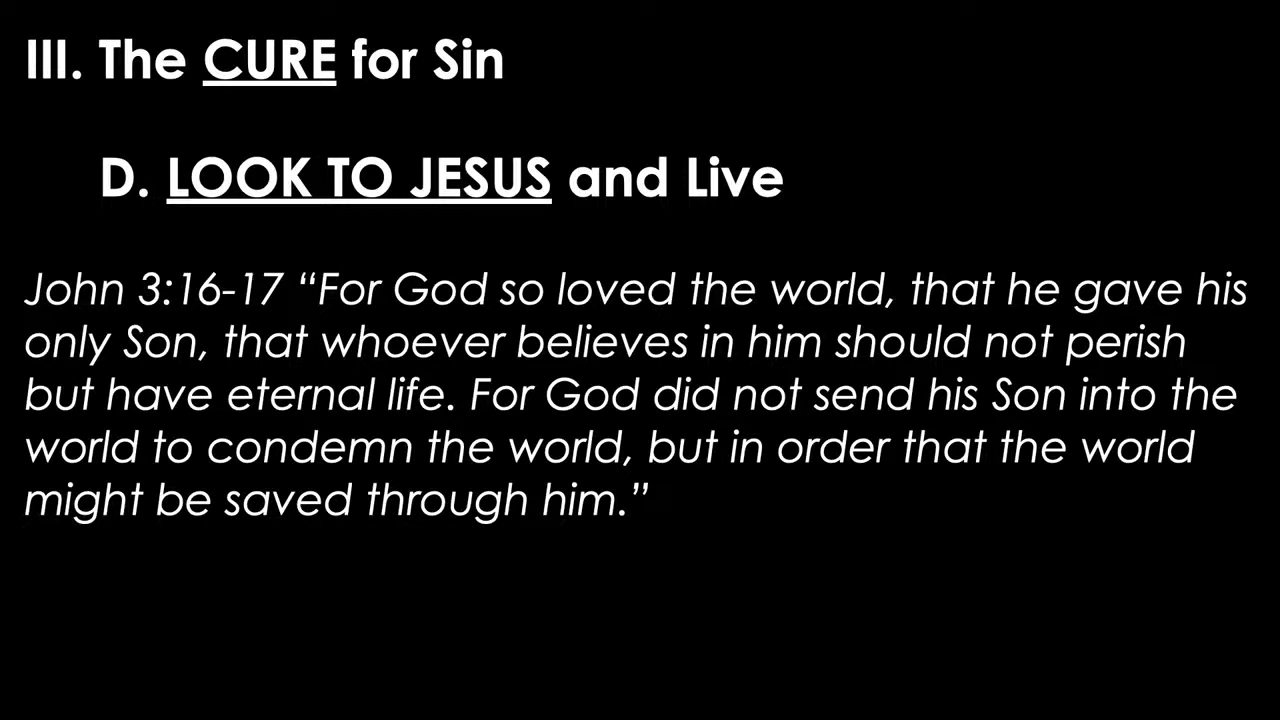 III. The CURE for Sin
D. LOOK TO JESUS and Live
John 3:16-17 “For God so loved the world, that he gave his
only Son, that whoever believes in him should not perish
but have eternal life. For God did not send his Son into the
world to condemn the world, but in order that the world
might be saved through him.”